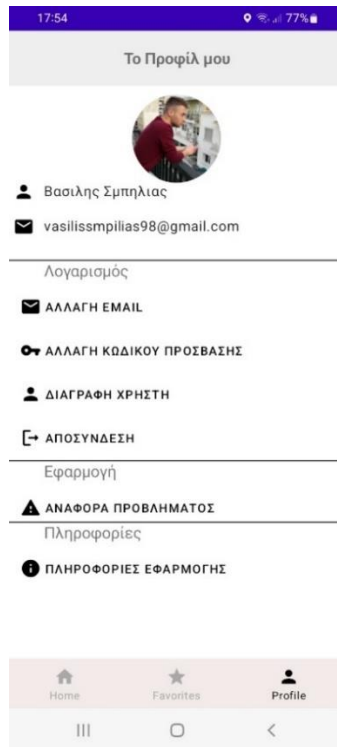 17:54 77%
Το Προφίλ μου
Βασιλης Σμπηλιας
vasilissmpilias98@gmail.com
Λογαρισμός
ΑΛΛΑΓΗ EMAIL
ΑΛΛΑΓΗ ΚΩΔΙΚΟΥ ΠΡΟΣΒΑΣΗΣ
ΔΙΑΓΡΑΦΗ ΧΡΗΣΤΗ
ΑΠΟΣΥΝΔΕΣΗ
Εφαρμογή
ΑΝΑΦΟΡΑ ΠΡΟΒΛΗΜΑΤΟΣ
Πληροφορίες
ΠΛΗΡΟΦΟΡΙΕΣ ΕΦΑΡΜΟΓΗΣ
Home Favorites Profile